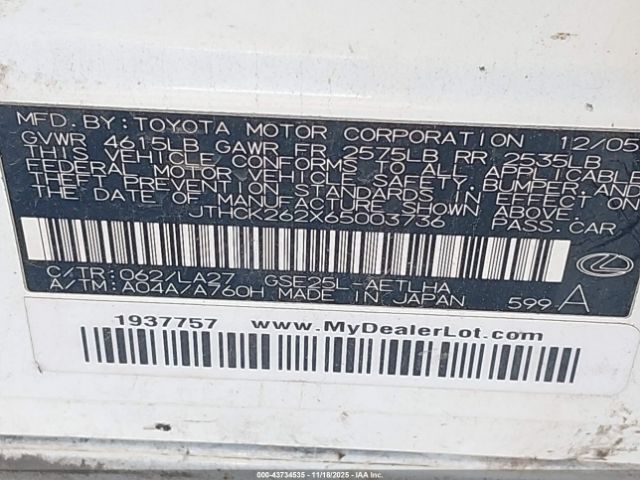 MFD. BY: TOYOTA MOTOR CORPORATION 12/05
GVWR 4615LB GAWR FR 2575LB RR 2535LB
THIS VEHICLE CONFORMS TO ALL APPLICABLE
FEDERAL MOTOR VEHICLE SAFETY, BUMPER, AND
THEFT PREVENTION STANDARDS IN EFFECT ON
THE DATE OF MANUFACTURE SHOWN ABOVE.
JTHCK262X65003736 PASS. CAR
C/TR: 062/LA27 GSE25L-AETLHA
A/TM: A04A/A760H MADE IN JAPAN 599 A
1937757 www.MyDealerLot.com
000-43734535 - 11/18/2025 - IAAI.COM